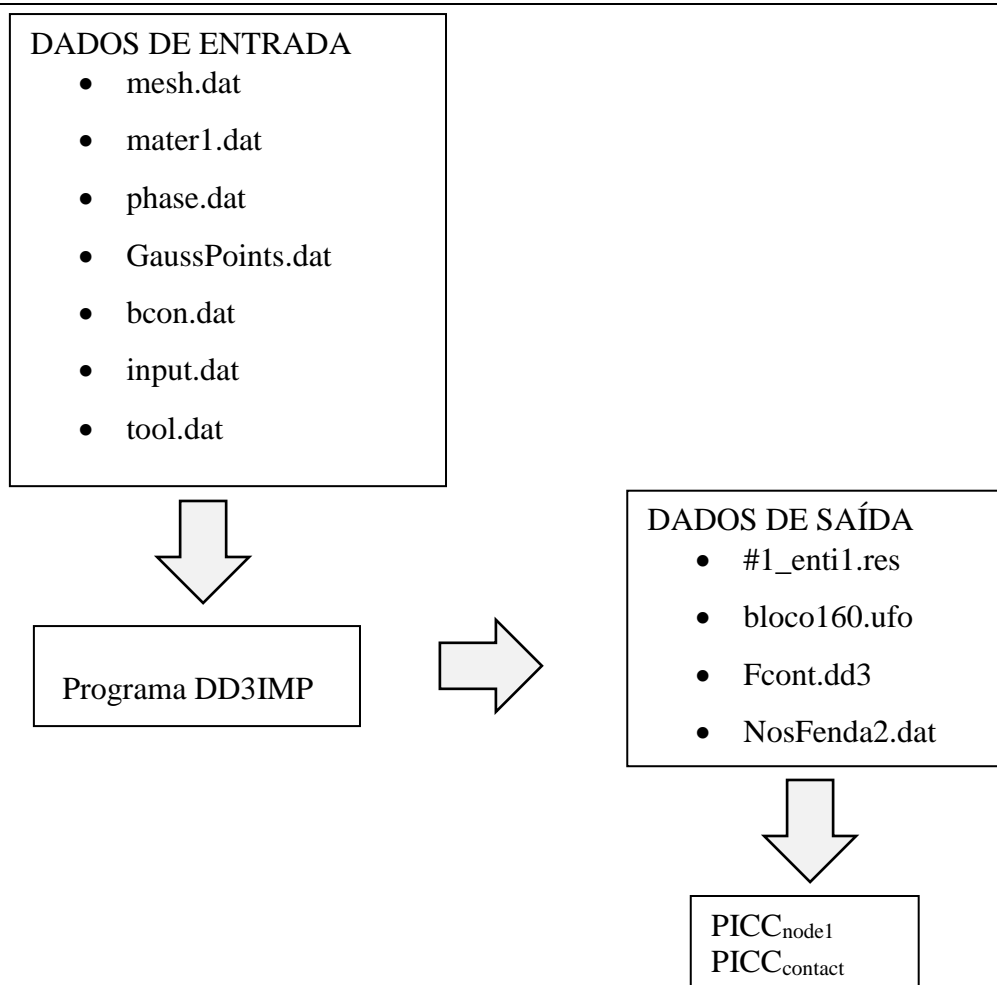 DADOS DE ENTRADA
• mesh.dat
• mater1.dat
• phase.dat
• GaussPoints.dat
• bcon.dat
• input.dat
• tool.dat
Programa DD3IMP
DADOS DE SAÍDA
• #1_enti1.res
• bloco160.ufo
• Fcont.dd3
• NosFenda2.dat
PICCnode1
PICCcontact